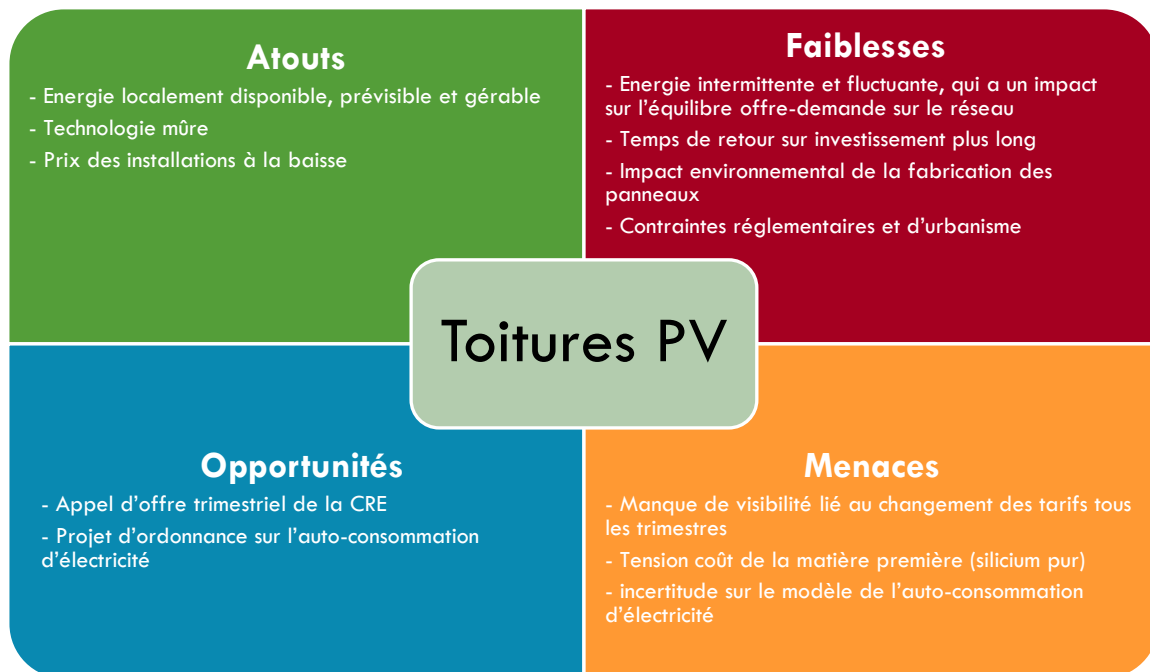 Atouts
- Energie localement disponible, prévisible et gérable
- Technologie mûre
- Prix des installations à la baisse
Faiblesses
- Energie intermittente et fluctuante, qui a un impact
sur l'équilibre offre-demande sur le réseau
- Temps de retour sur investissement plus long
- Impact environnemental de la fabrication des
panneaux
- Contraintes réglementaires et d'urbanisme
Toitures PV
Opportunités
- Appel d'offre trimestriel de la CRE
- Projet d'ordonnance sur l'auto-consommation
d'électricité
Menaces
- Manque de visibilité lié au changement des tarifs tous
les trimestres
- Tension coût de la matière première (silicium pur)
- incertitude sur le modèle de l'auto-consommation
d'électricité